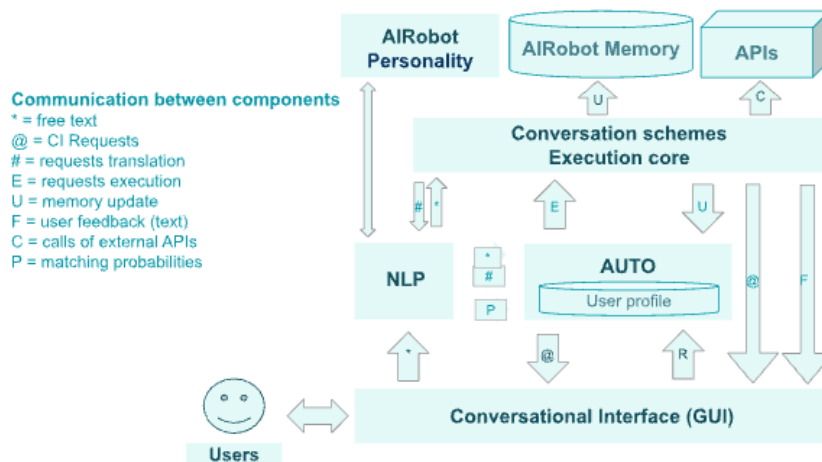 AIRobot
Personality
AIRobot Memory
APIs
U
C
Communication between components
* = free text
@ = CI Requests
# = requests translation
E = requests execution
U = memory update
F = user feedback (text)
C = calls of external APIs
P = matching probabilities
Conversation schemes
Execution core
# *
E
U
@
F
NLP
*
#
P
AUTO
User profile
*
@
R
Conversational Interface (GUI)
Users